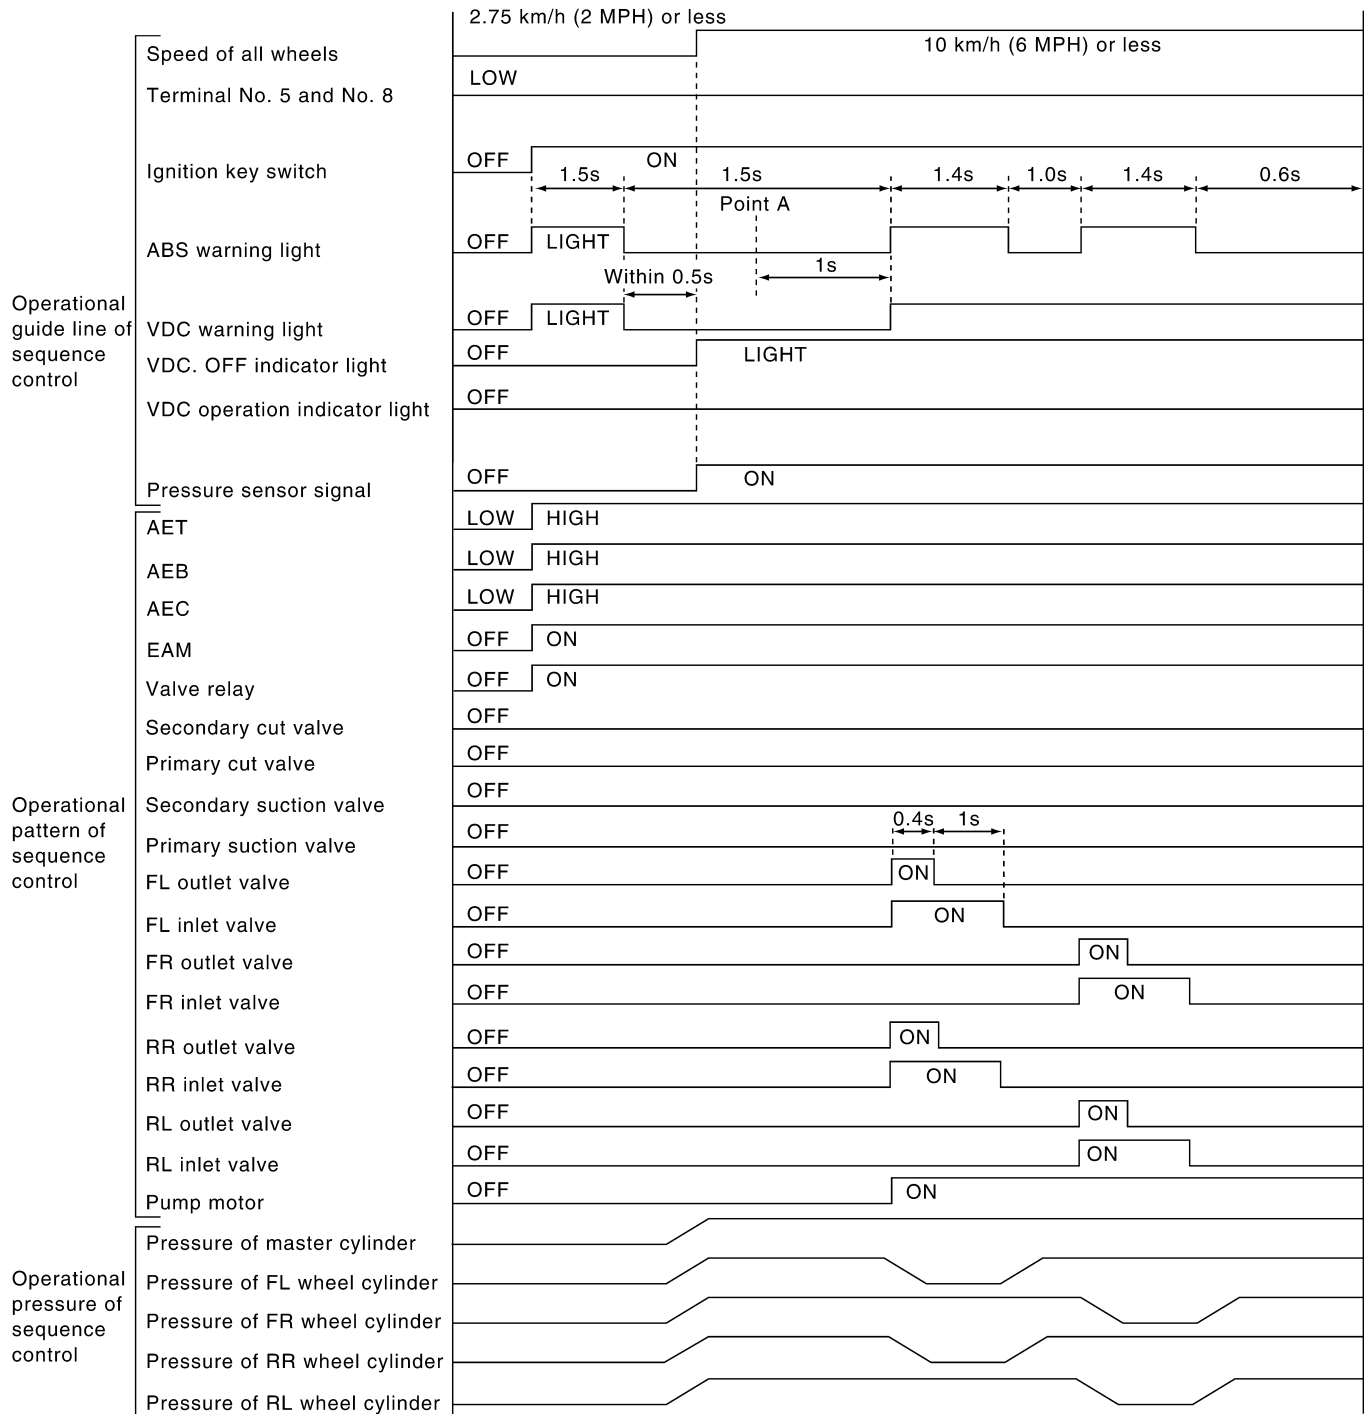 2.75 km/h (2 MPH) or less
Speed of all wheels
10 km/h (6 MPH) or less
LOW
Terminal No. 5 and No. 8
Ignition key switch
OFF
ON
1.5s
1.5s
1.4s
1.0s
1.4s
0.6s
Point A
ABS warning light
OFF
LIGHT
1s
Within 0.5s
Operational
guide line of
sequence
control
VDC warning light
OFF
LIGHT
VDC. OFF indicator light
OFF
LIGHT
VDC operation indicator light
OFF
Pressure sensor signal
OFF
ON
AET
LOW
HIGH
AEB
LOW
HIGH
AEC
LOW
HIGH
EAM
OFF
ON
Valve relay
OFF
ON
Secondary cut valve
OFF
Primary cut valve
OFF
Operational
pattern of
sequence
control
Secondary suction valve
OFF
Primary suction valve
OFF
0.4s
1s
FL outlet valve
OFF
ON
FL inlet valve
OFF
ON
FR outlet valve
OFF
ON
FR inlet valve
OFF
ON
RR outlet valve
OFF
ON
RR inlet valve
OFF
ON
RL outlet valve
OFF
ON
RL inlet valve
OFF
ON
Pump motor
OFF
ON
Operational
pressure of
sequence
control
Pressure of master cylinder
Pressure of FL wheel cylinder
Pressure of FR wheel cylinder
Pressure of RR wheel cylinder
Pressure of RL wheel cylinder